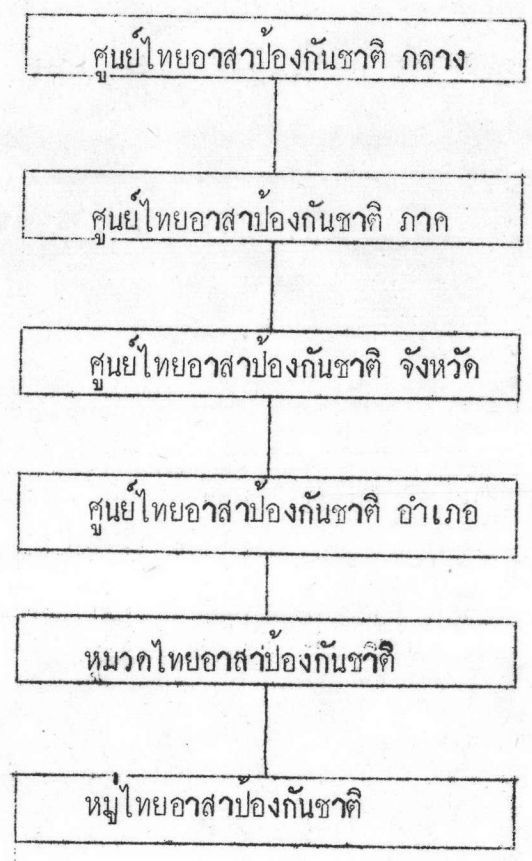 ศูนย์ไทยอาสาป้องกันชาติ กลาง
ศูนย์ไทยอาสาป้องกันชาติ ภาค
ศูนย์ไทยอาสาป้องกันชาติ จังหวัด
ศูนย์ไทยอาสาป้องกันชาติ อำเภอ
หมวดไทยอาสาป้องกันชาติ
หมู่ไทยอาสาป้องกันชาติ